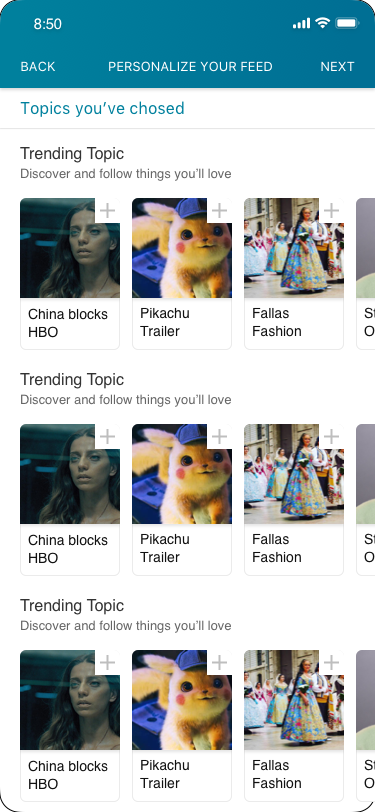 8:50
BACK PERSONALIZE YOUR FEED NEXT
Topics you've chosed
Trending Topic
Discover and follow things you'll love
China blocks HBO
Pikachu Trailer
Fallas Fashion
Trending Topic
Discover and follow things you'll love
China blocks HBO
Pikachu Trailer
Fallas Fashion
Trending Topic
Discover and follow things you'll love
China blocks HBO
Pikachu Trailer
Fallas Fashion